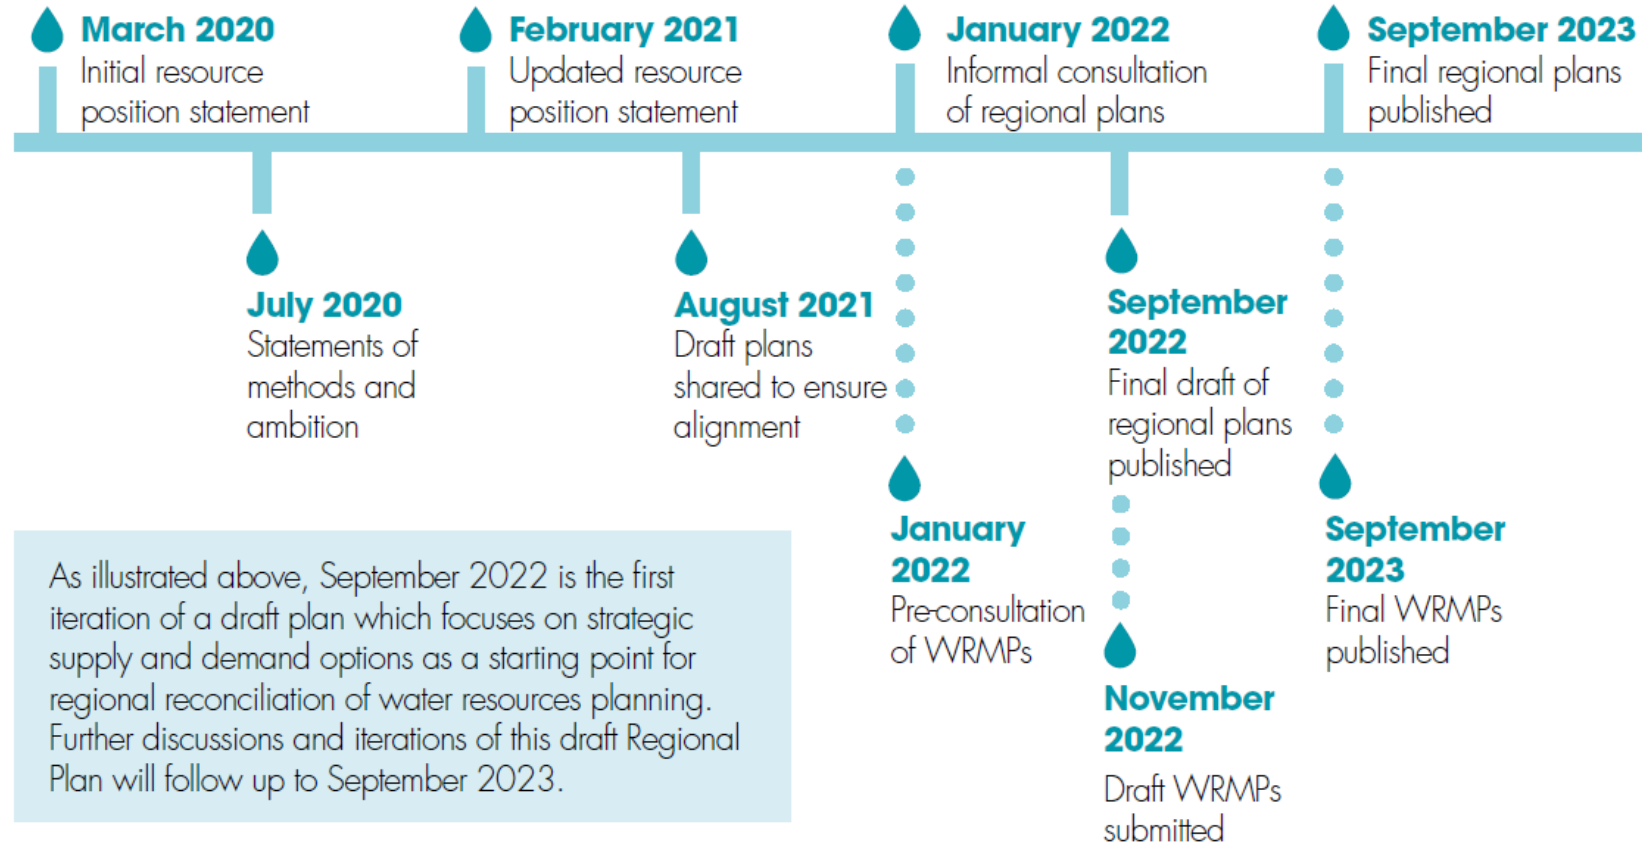 March 2020
Initial resource
position statement
February 2021
Updated resource
position statement
January 2022
Informal consultation
of regional plans
September 2023
Final regional plans
published
July 2020
Statements of
methods and
ambition
August 2021
Draft plans
shared to ensure
alignment
September
2022
Final draft of
regional plans
published
January
2022
Pre-consultation
of WRMPs
September
2023
Final WRMPs
published
November
2022
Draft WRMPs
submitted
As illustrated above, September 2022 is the first
iteration of a draft plan which focuses on strategic
supply and demand options as a starting point for
regional reconciliation of water resources planning.
Further discussions and iterations of this draft Regional
Plan will follow up to September 2023.